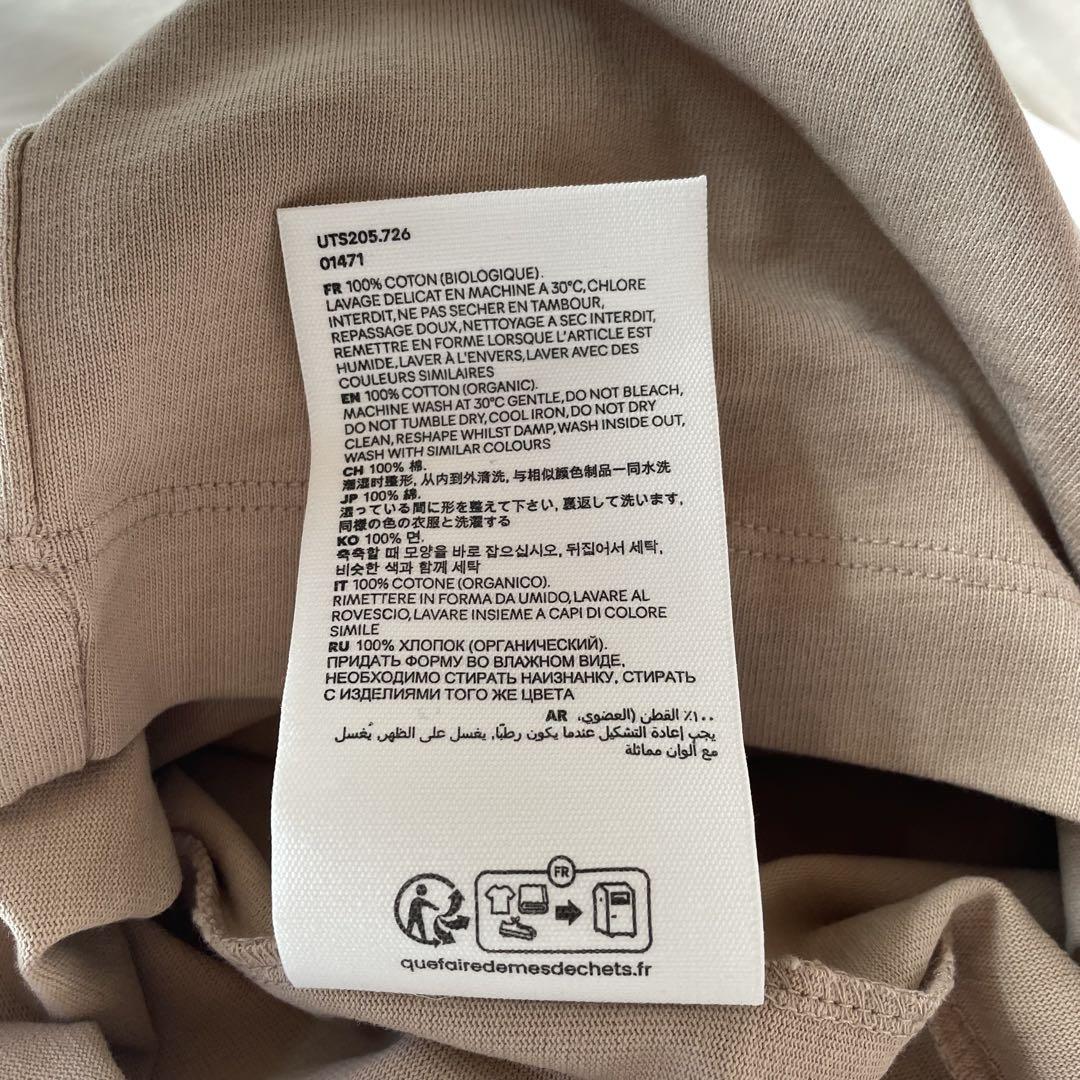 UTS205.726
01471
FR 100% COTON (BIOLOGIQUE).
LAVAGE DELICAT EN MACHINE A 30°C, CHLORE
INTERDIT, NE PAS SECHER EN TAMBOUR,
REPASSAGE DOUX, NETTOYAGE A SEC INTERDIT,
REMETTRE EN FORME LORSQUE L'ARTICLE EST
HUMIDE, LAVER À L'ENVERS, LAVER AVEC DES
COULEURS SIMILAIRES
EN 100% COTTON (ORGANIC).
MACHINE WASH AT 30°C GENTLE, DO NOT BLEACH,
DO NOT TUMBLE DRY, COOL IRON, DO NOT DRY
CLEAN, RESHAPE WHILST DAMP, WASH INSIDE OUT,
WASH WITH SIMILAR COLOURS
CH 100% 棉.
潮湿时整形, 从内到外清洗, 与相似颜色制品一同水洗
JP 100% 綿.
湿っている間に形を整えて下さい, 裏返して洗います,
同様の色の衣服と洗濯する
KO 100% 면.
축축할 때 모양을 바로 잡으십시오, 뒤집어서 세탁,
비슷한 색과 함께 세탁
IT 100% COTONE (ORGANICO).
RIMETTERE IN FORMA DA UMIDO, LAVARE AL
ROVESCIO, LAVARE INSIEME A CAPI DI COLORE
SIMILE
RU 100% ХЛОПОК (ОРГАНИЧЕСКИЙ).
ПРИДАТЬ ФОРМУ ВО ВЛАЖНОМ ВИДЕ,
НЕОБХОДИМО СТИРАТЬ НАИЗНАНКУ, СТИРАТЬ
С ИЗДЕЛИЯМИ ТОГО ЖЕ ЦВЕТА
AR ١٠٠٪ القطن (العضوي,
يجب إعادة التشكيل عندما يكون رطبًا, يغسل على الظهر, يُغسل
مع ألوان مماثلة
FR
quefairedemesdechets.fr